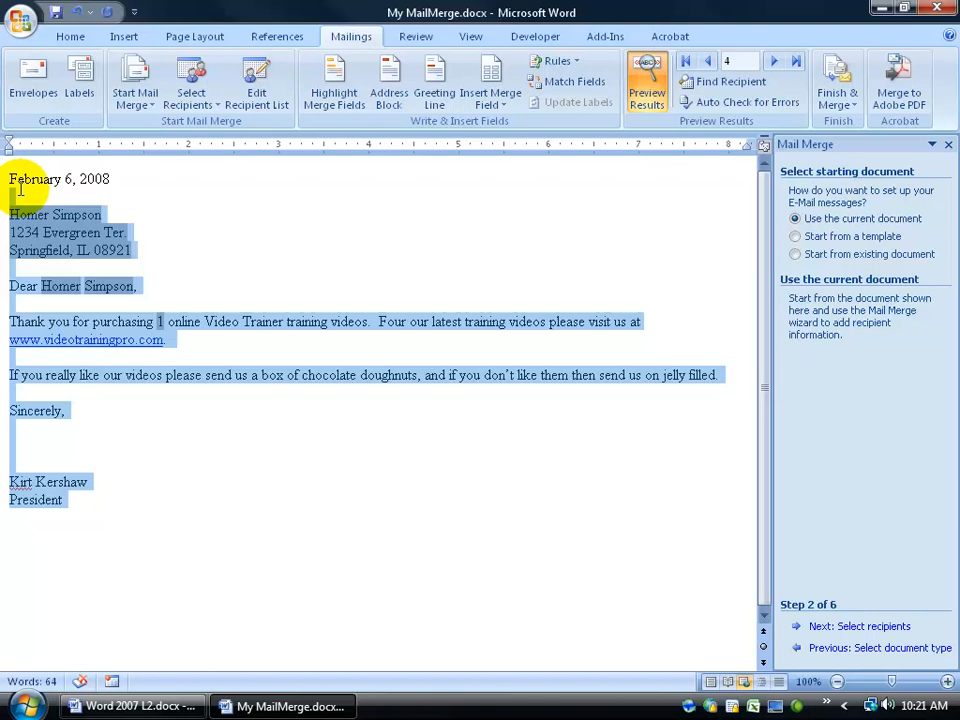 My MailMerge.docx - Microsoft Word
Home Insert Page Layout References Mailings Review View Developer Add-Ins Acrobat
Envelopes Labels
Create
Start Mail Merge
Select Recipients
Edit Recipient List
Start Mail Merge
Highlight Merge Fields
Address Block
Greeting Line
Insert Merge Field
Rules
Match Fields
Update Labels
Write & Insert Fields
ABC
Preview Results
4
Find Recipient
Auto Check for Errors
Preview Results
Finish & Merge
Finish
Merge to Adobe PDF
Acrobat
1 2 3 4 5 6 7
February 6, 2008
Homer Simpson
1234 Evergreen Ter.
Springfield, IL 08921
Dear Homer Simpson,
Thank you for purchasing 1 online Video Trainer training videos. Four our latest training videos please visit us at
www.videotrainingpro.com.
If you really like our videos please send us a box of chocolate doughnuts, and if you don’t like them then send us on jelly filled.
Sincerely,
Kirt Kershaw
President
Mail Merge
Select starting document
How do you want to set up your
E-Mail messages?
Use the current document
Start from a template
Start from existing document
Use the current document
Start from the document shown
here and use the Mail Merge
wizard to add recipient
information.
Step 2 of 6
Next: Select recipients
Previous: Select document type
Words: 64
100%
Word 2007 L2.docx -...
My MailMerge.docx...
10:21 AM